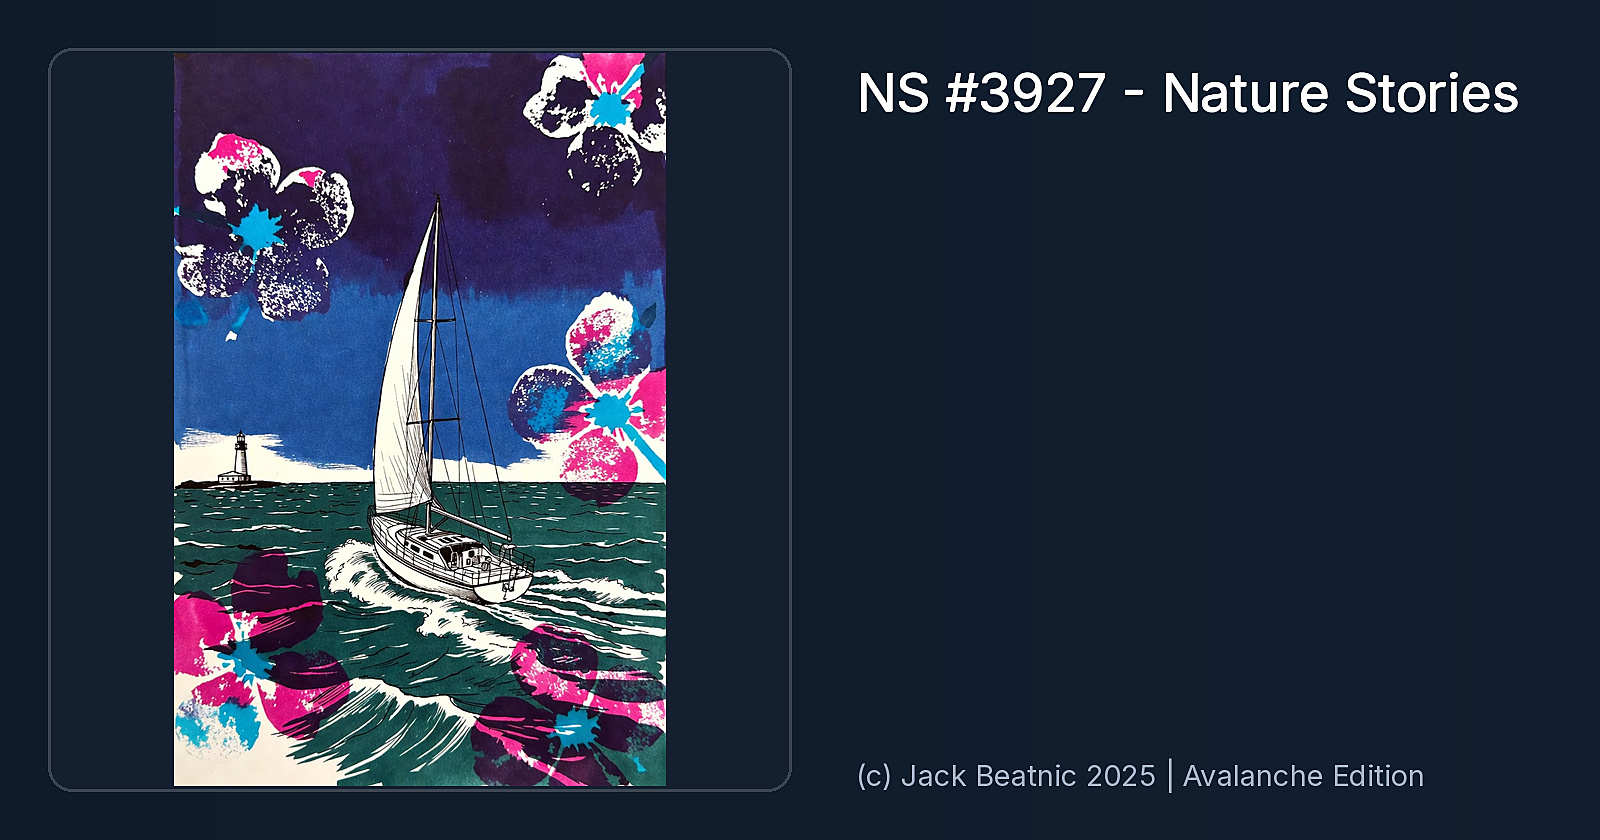 NS #3927 - Nature Stories
(c) Jack Beatnic 2025 | Avalanche Edition